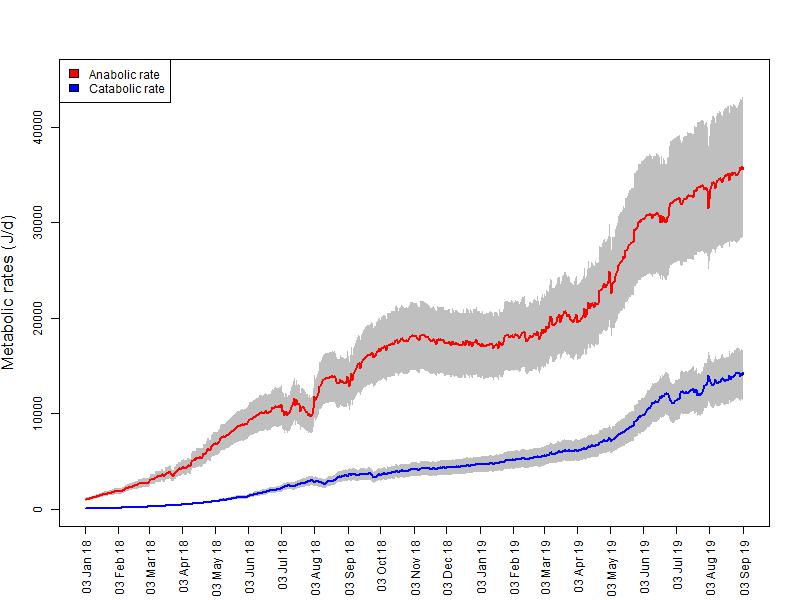 Anabolic rate
Catabolic rate
Metabolic rates (J/d)
40000
30000
20000
10000
0
03 Jan 18
03 Feb 18
03 Mar 18
03 Apr 18
03 May 18
03 Jun 18
03 Jul 18
03 Aug 18
03 Sep 18
03 Oct 18
03 Nov 18
03 Dec 18
03 Jan 19
03 Feb 19
03 Mar 19
03 Apr 19
03 May 19
03 Jun 19
03 Jul 19
03 Aug 19
03 Sep 19